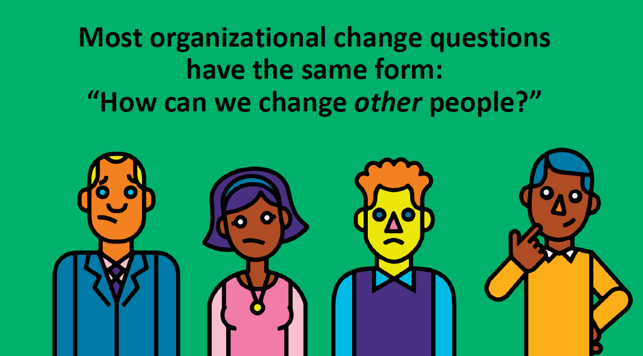 Most organizational change questions
have the same form:
“How can we change other people?”